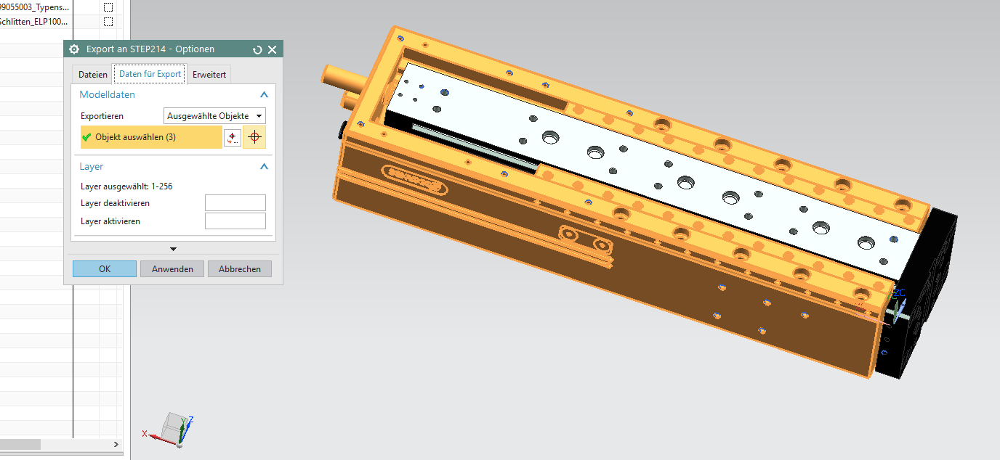 99055003_Typens...
Schlitten_ELP100...
Export an STEP214 - Optionen
Dateien
Daten für Export
Erweitert
Modelldaten
Exportieren
Ausgewählte Objekte
Objekt auswählen (3)
Layer
Layer ausgewählt: 1-256
Layer deaktivieren
Layer aktivieren
OK
Anwenden
Abbrechen
ZC
X
Y
Z